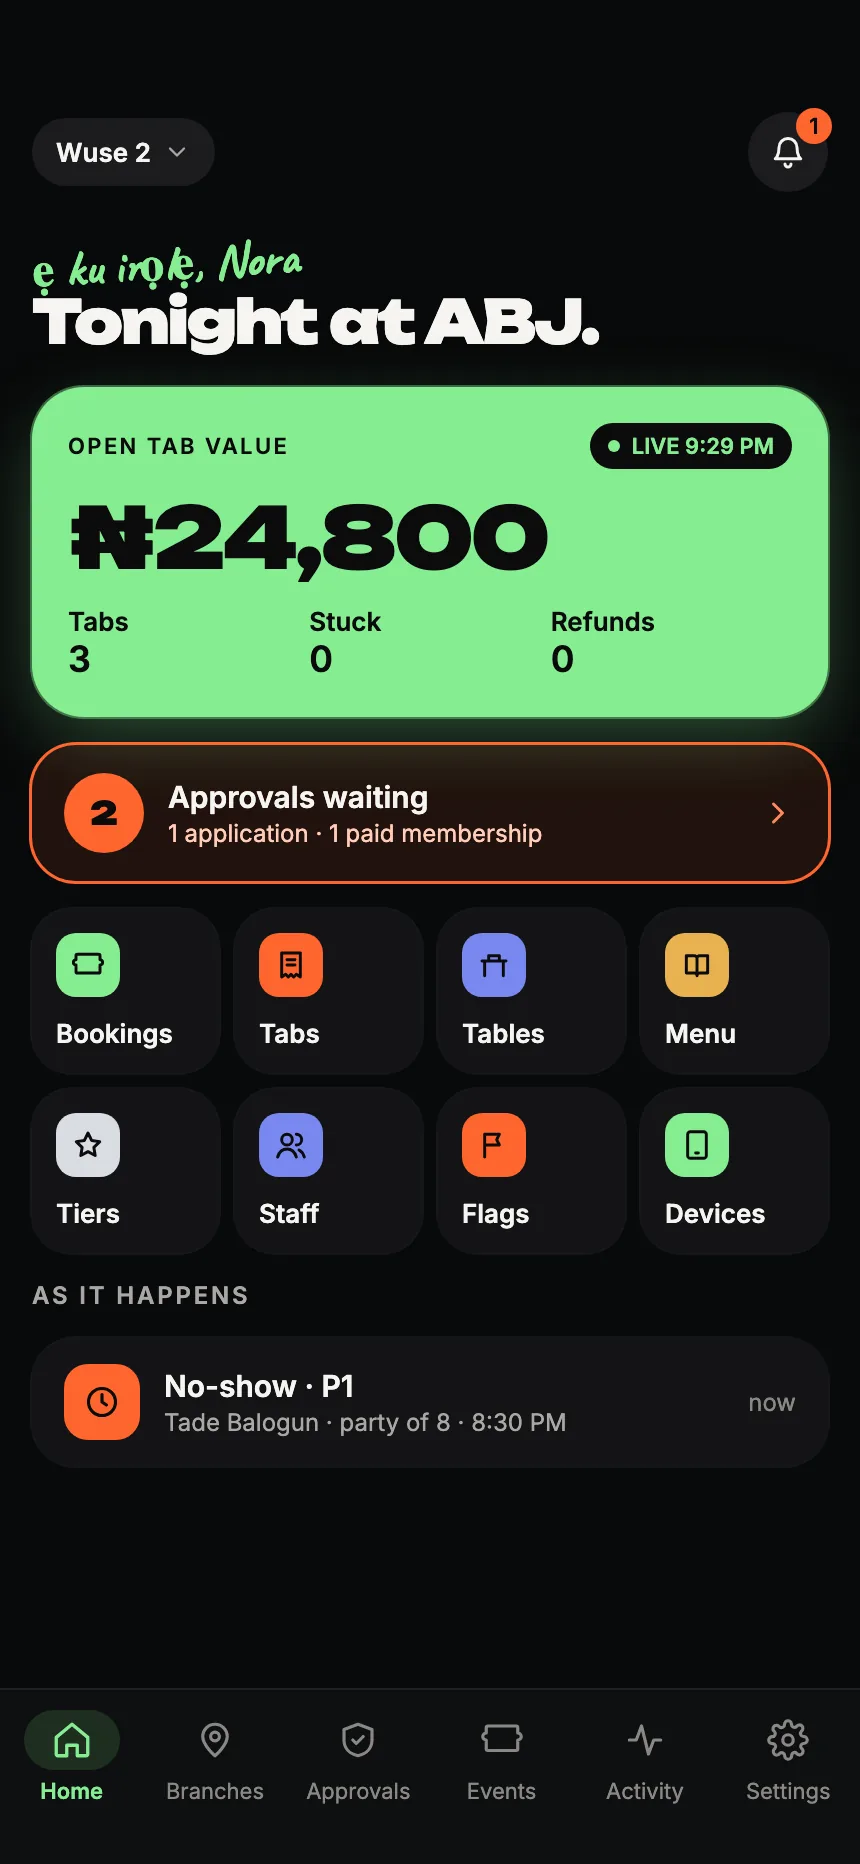 Wuse 2
1
ẹ ku irọlẹ, Nora
Tonight at ABJ.
OPEN TAB VALUE
LIVE 9:29 PM
₦24,800
Tabs Stuck Refunds
3 0 0
2
Approvals waiting
1 application · 1 paid membership
Bookings Tabs Tables Menu
Tiers Staff Flags Devices
AS IT HAPPENS
No-show · P1
Tade Balogun · party of 8 · 8:30 PM
now
Home Branches Approvals Events Activity Settings